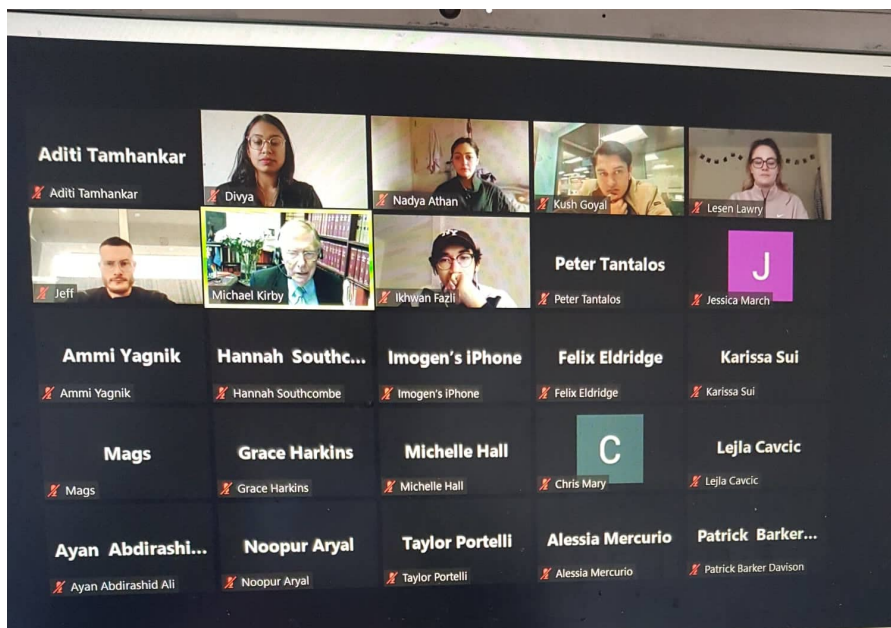 Aditi Tamhankar
Aditi Tamhankar
Divya
Nadya Athan
Kush Goyal
Lesen Lawry
Jeff
Michael Kirby
NY
Ikhwan Fazli
Peter Tantalos
Peter Tantalos
J
Jessica March
Ammi Yagnik
Ammi Yagnik
Hannah Southc...
Hannah Southcombe
Imogen's iPhone
Imogen's iPhone
Felix Eldridge
Felix Eldridge
Karissa Sui
Karissa Sui
Mags
Mags
Grace Harkins
Grace Harkins
Michelle Hall
Michelle Hall
C
Chris Mary
Lejla Cavcic
Lejla Cavcic
Ayan Abdirashi...
Ayan Abdirashid Ali
Noopur Aryal
Noopur Aryal
Taylor Portelli
Taylor Portelli
Alessia Mercurio
Alessia Mercurio
Patrick Barker...
Patrick Barker Davison